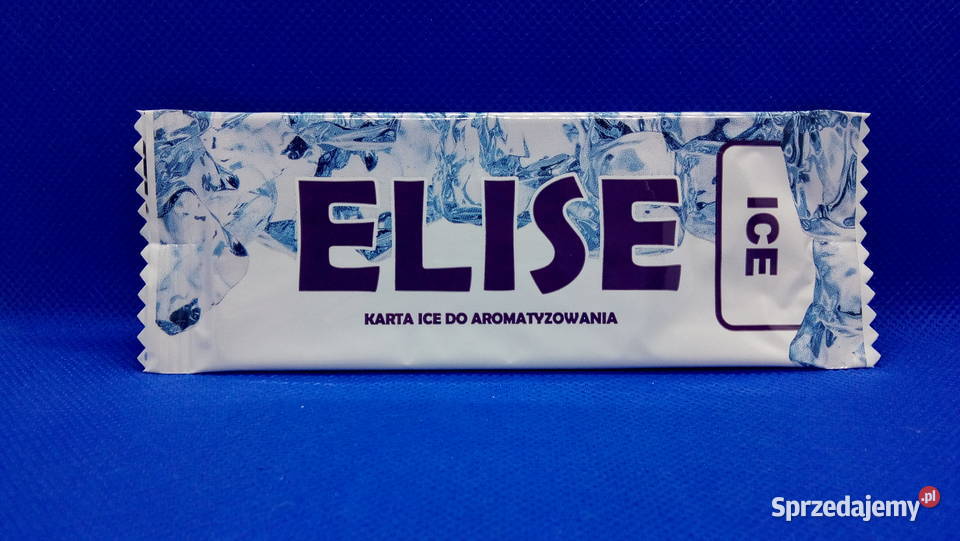 ELISE
ICE
KARTA ICE DO AROMATYZOWANIA
Sprzedajemy.pl